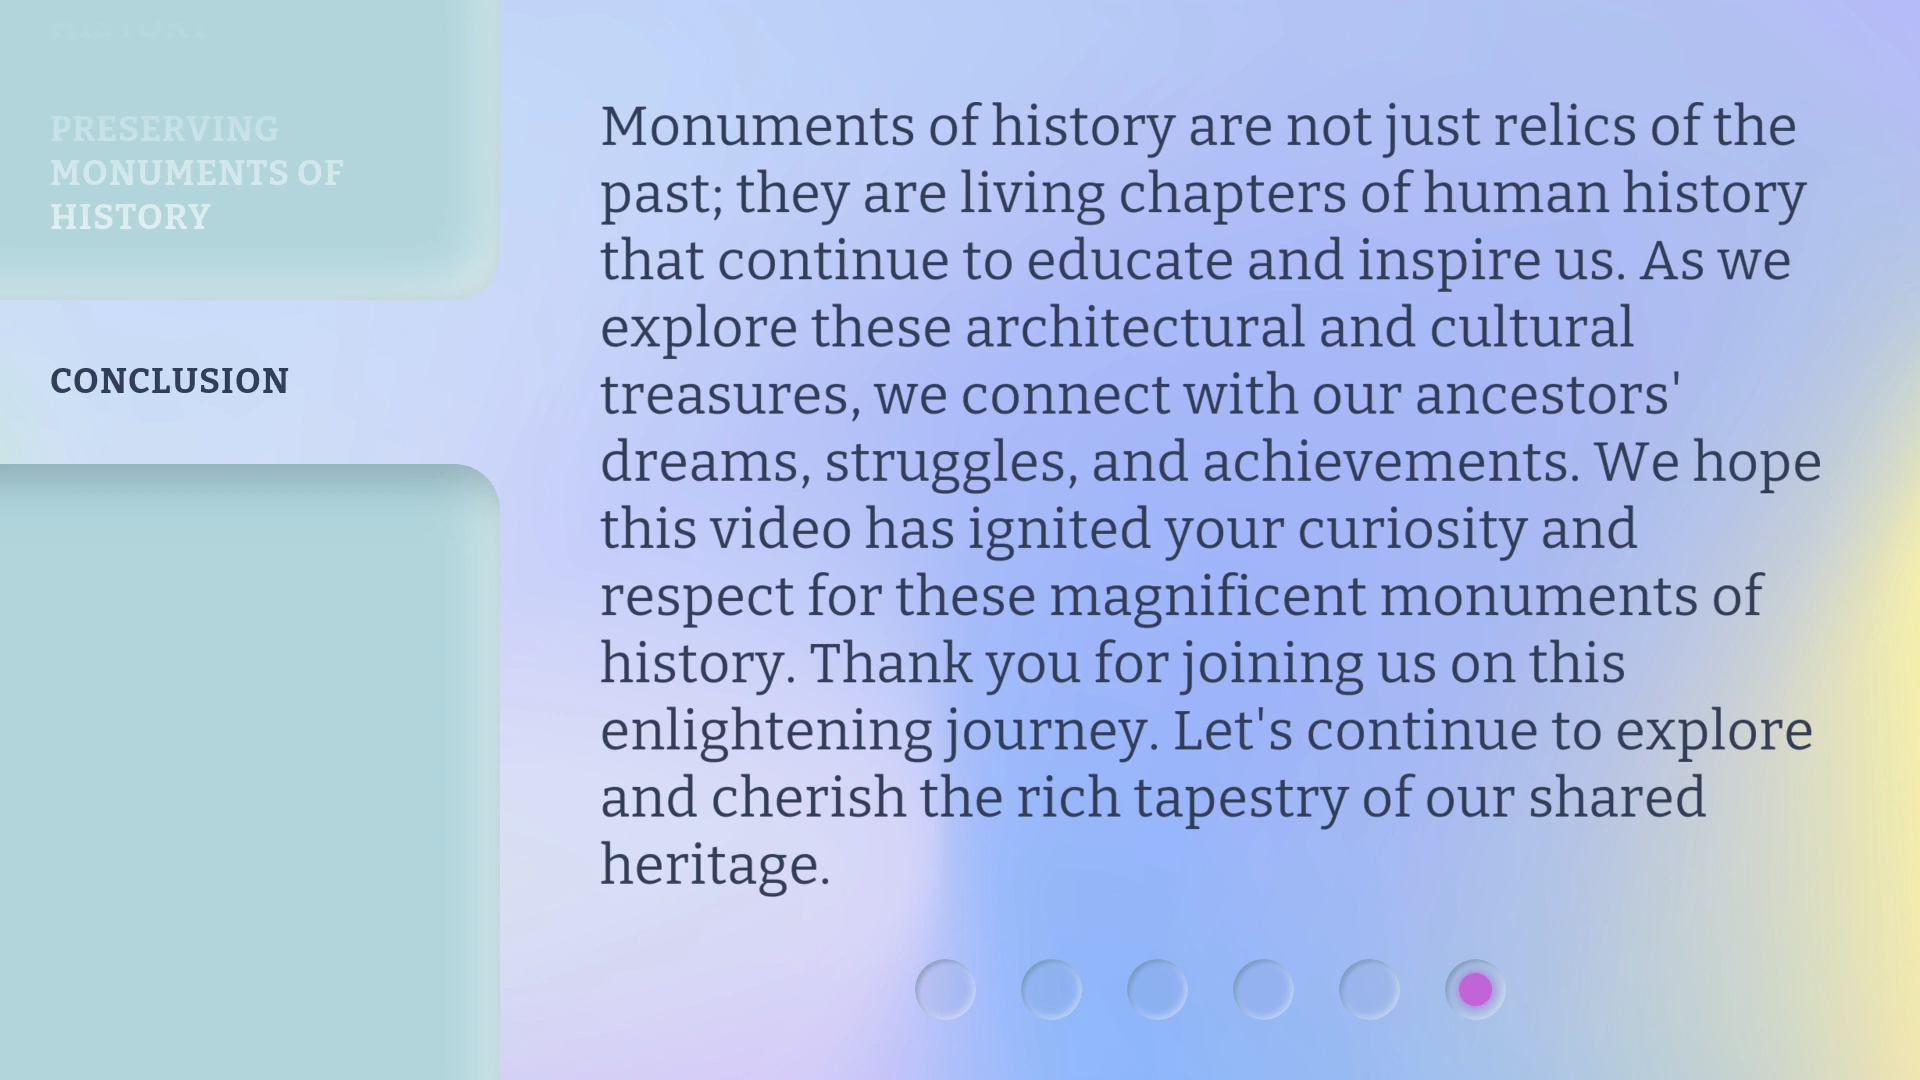 PRESERVING
MONUMENTS OF
HISTORY
CONCLUSION
Monuments of history are not just relics of the
past; they are living chapters of human history
that continue to educate and inspire us. As we
explore these architectural and cultural
treasures, we connect with our ancestors'
dreams, struggles, and achievements. We hope
this video has ignited your curiosity and
respect for these magnificent monuments of
history. Thank you for joining us on this
enlightening journey. Let's continue to explore
and cherish the rich tapestry of our shared
heritage.